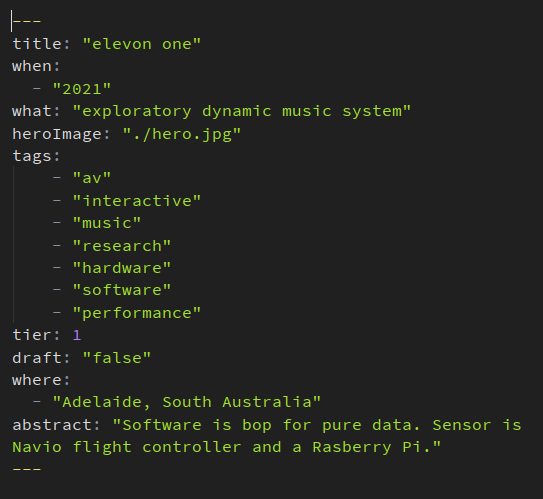 ---
title: "elevon one"
when:
  - "2021"
what: "exploratory dynamic music system"
heroImage: "./hero.jpg"
tags:
    - "av"
    - "interactive"
    - "music"
    - "research"
    - "hardware"
    - "software"
    - "performance"
tier: 1
draft: "false"
where:
  - "Adelaide, South Australia"
abstract: "Software is bop for pure data. Sensor is
Navio flight controller and a Rasberry Pi."
---